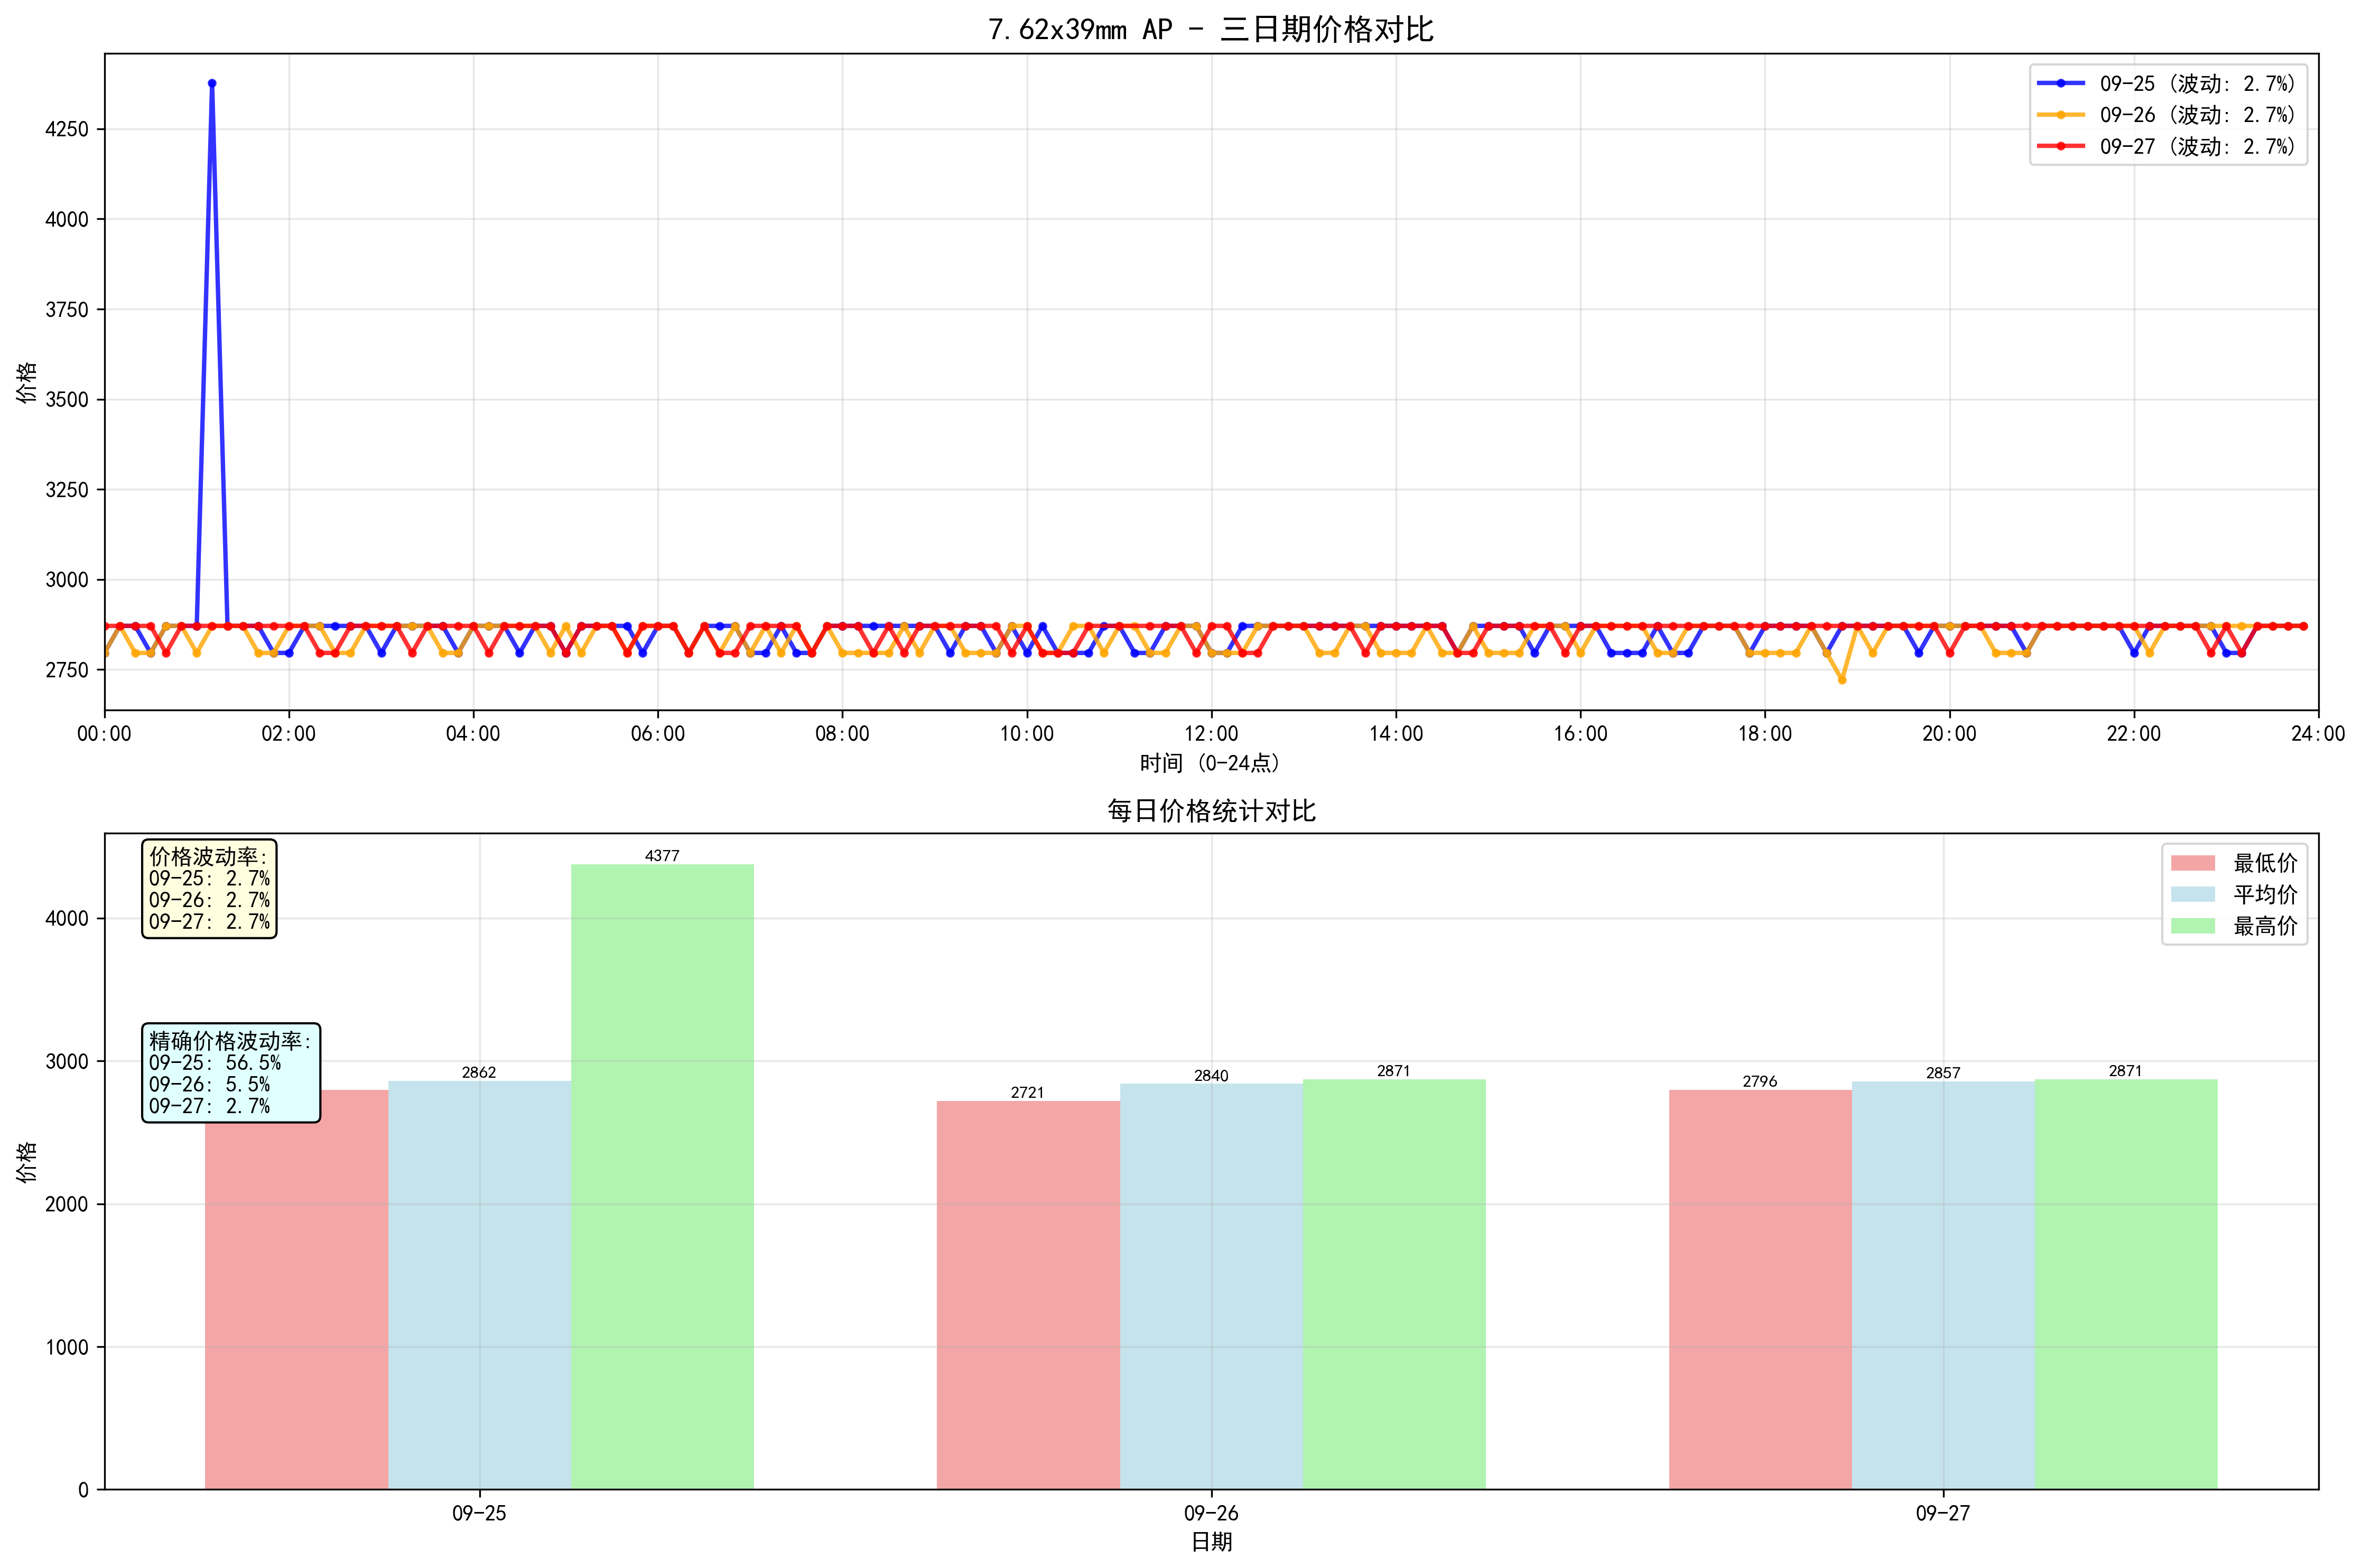 7.62x39mm AP - 三日期价格对比
09-25 (波动: 2.7%)
09-26 (波动: 2.7%)
09-27 (波动: 2.7%)
4250
4000
3750
3500
3250
3000
2750
价格
00:00 02:00 04:00 06:00 08:00 10:00 12:00 14:00 16:00 18:00 20:00 22:00 24:00
时间 (0-24点)
每日价格统计对比
价格波动率:
09-25: 2.7%
09-26: 2.7%
09-27: 2.7%
精确价格波动率:
09-25: 56.5%
09-26: 5.5%
09-27: 2.7%
最低价
平均价
最高价
4377
2862
2721
2840
2871
2796
2857
2871
4000
3000
2000
1000
0
价格
09-25 09-26 09-27
日期